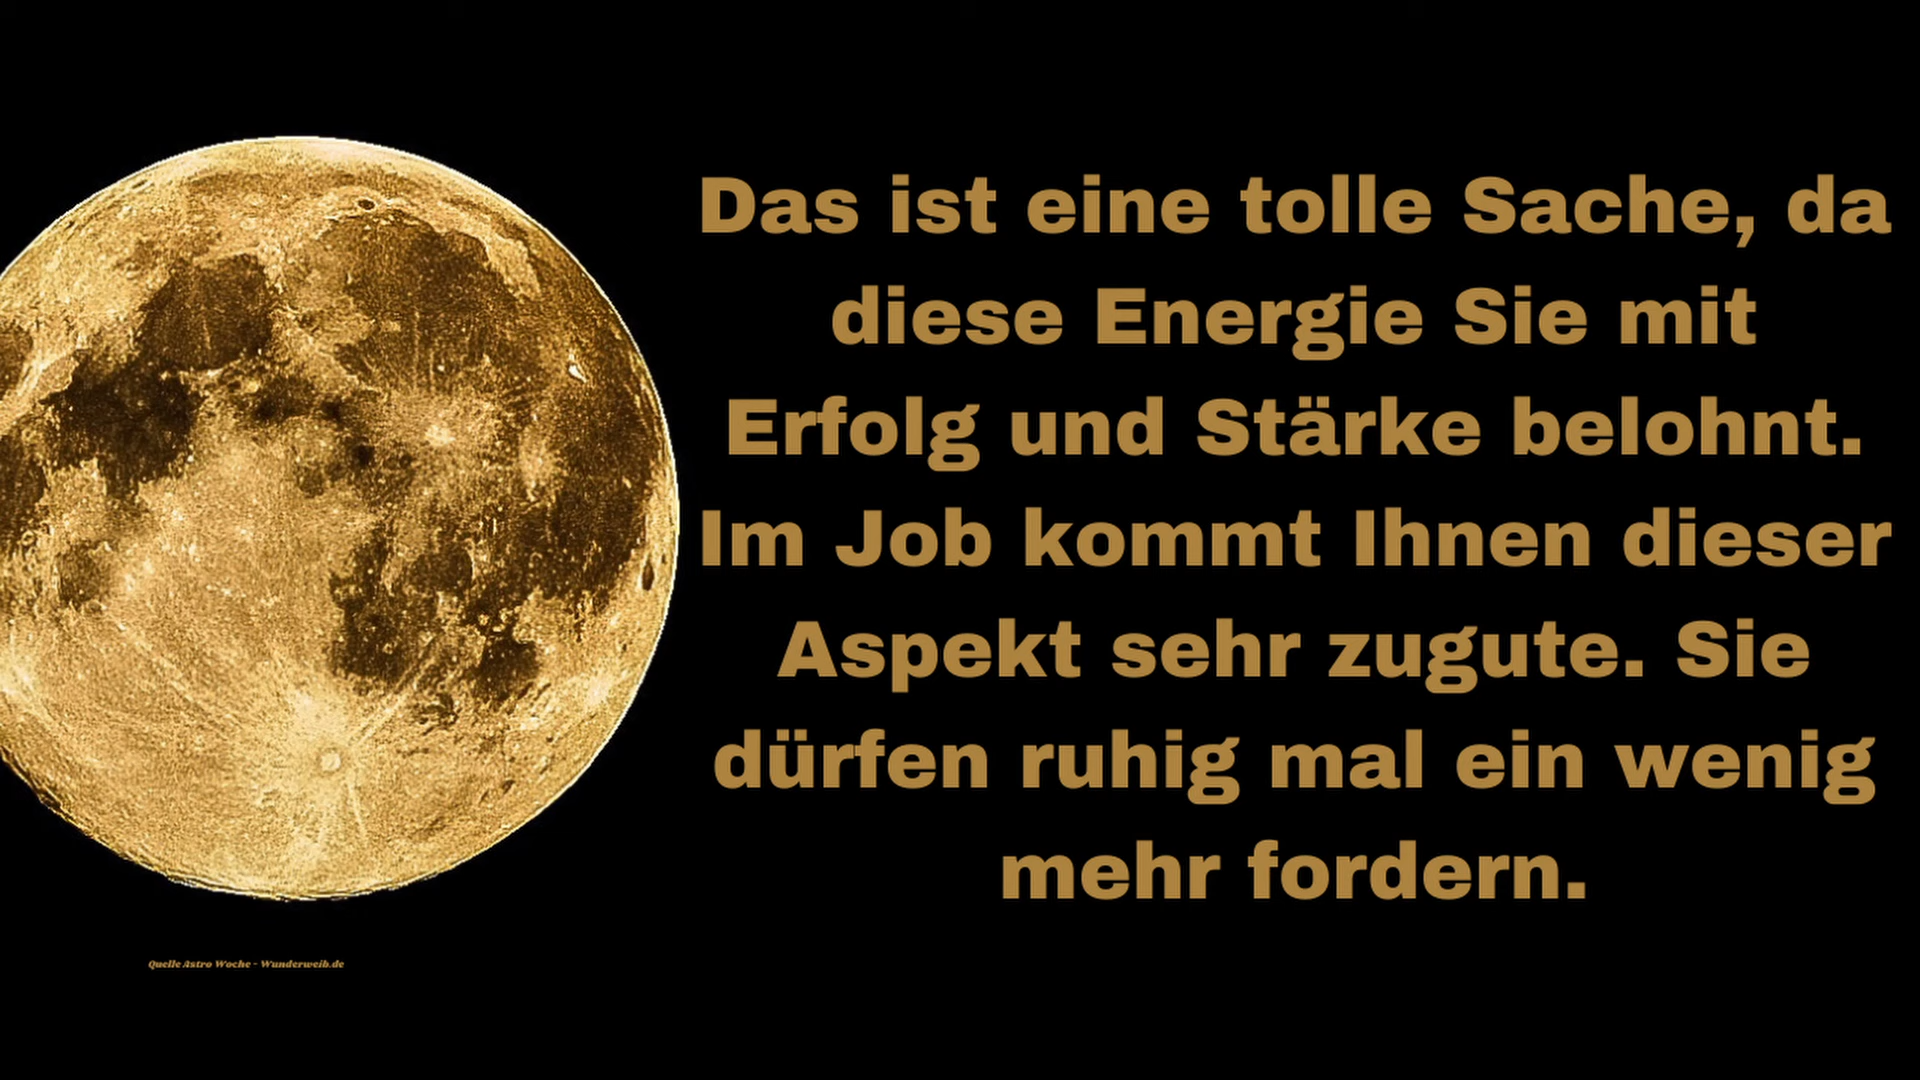 Das ist eine tolle Sache, da
diese Energie Sie mit
Erfolg und Stärke belohnt.
Im Job kommt Ihnen dieser
Aspekt sehr zugute. Sie
dürfen ruhig mal ein wenig
mehr fordern.
Quelle Astro Woche - Wunderweib.de